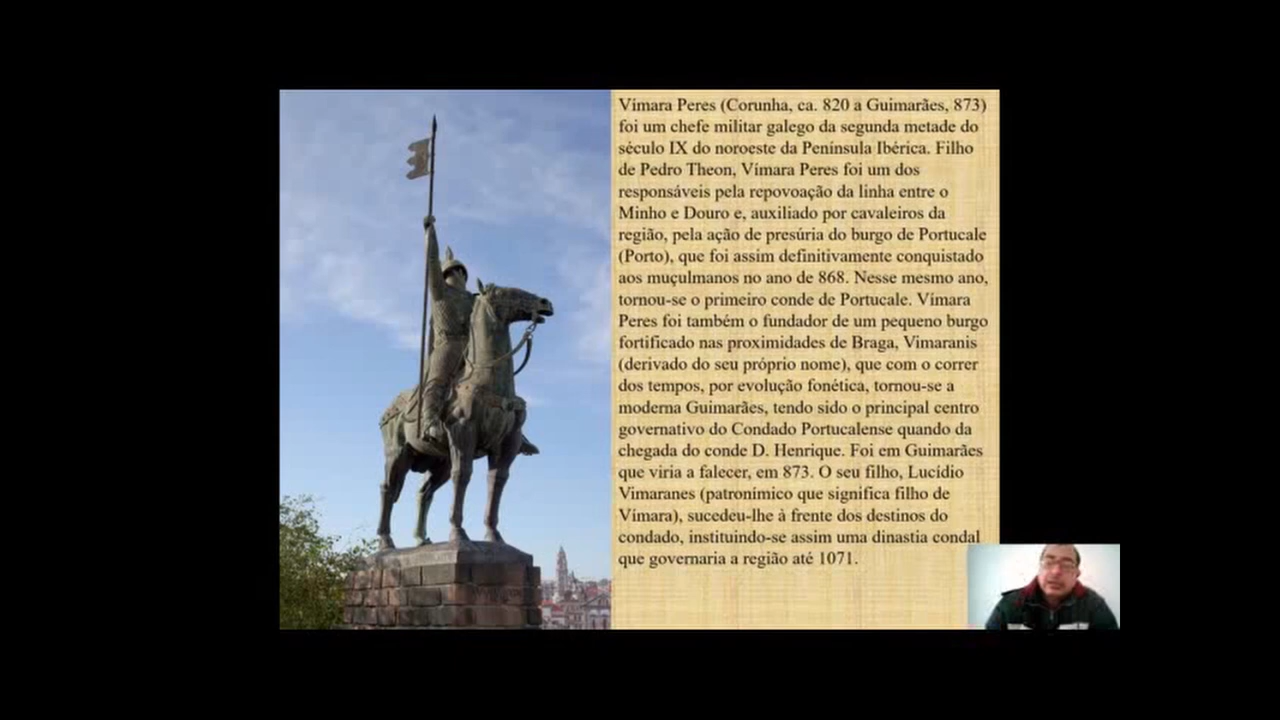 Vímara Peres (Corunha, ca. 820 a Guimarães, 873)
foi um chefe militar galego da segunda metade do
século IX do noroeste da Península Ibérica. Filho
de Pedro Theon, Vímara Peres foi um dos
responsáveis pela repovoação da linha entre o
Minho e Douro e, auxiliado por cavaleiros da
região, pela ação de presúria do burgo de Portucale
(Porto), que foi assim definitivamente conquistado
aos muçulmanos no ano de 868. Nesse mesmo ano,
tornou-se o primeiro conde de Portucale. Vímara
Peres foi também o fundador de um pequeno burgo
fortificado nas proximidades de Braga, Vimaranis
(derivado do seu próprio nome), que com o correr
dos tempos, por evolução fonética, tornou-se a
moderna Guimarães, tendo sido o principal centro
governativo do Condado Portucalense quando da
chegada do conde D. Henrique. Foi em Guimarães
que viria a falecer, em 873. O seu filho, Lucídio
Vimaranes (patronímico que significa filho de
Vímara), sucedeu-lhe à frente dos destinos do
condado, instituindo-se assim uma dinastia condal
que governaria a região até 1071.